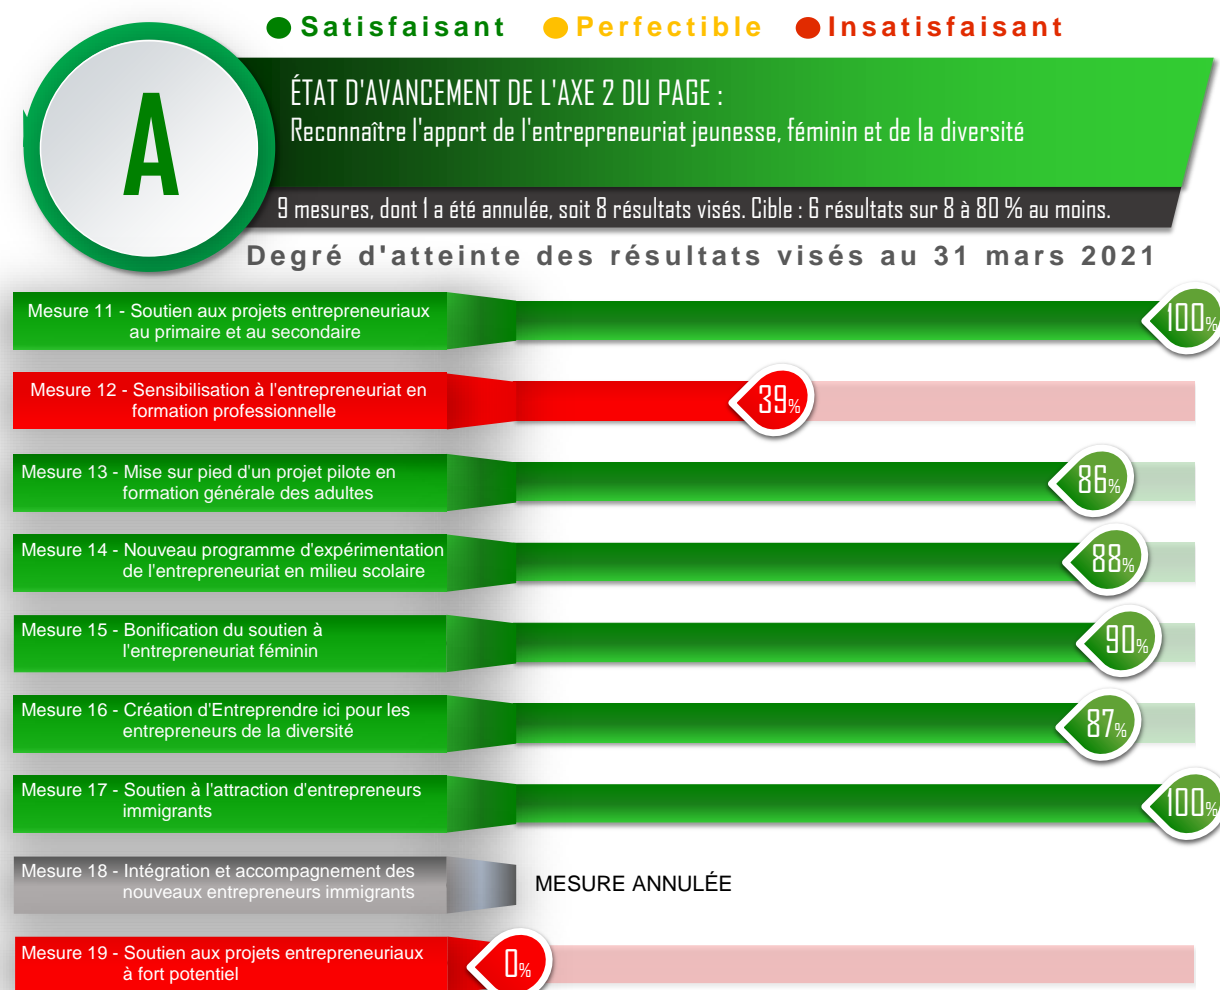 Satisfaisant Perfectible Insatisfaisant
A
ÉTAT D'AVANCEMENT DE L'AXE 2 DU PAGE :
Reconnaître l'apport de l'entrepreneuriat jeunesse, féminin et de la diversité
9 mesures, dont 1 a été annulée, soit 8 résultats visés. Cible : 6 résultats sur 8 à 80 % au moins.
Degré d'atteinte des résultats visés au 31 mars 2021
Mesure 11 - Soutien aux projets entrepreneuriaux
au primaire et au secondaire
100%
Mesure 12 - Sensibilisation à l'entrepreneuriat en
formation professionnelle
39%
Mesure 13 - Mise sur pied d'un projet pilote en
formation générale des adultes
86%
Mesure 14 - Nouveau programme d'expérimentation
de l'entrepreneuriat en milieu scolaire
88%
Mesure 15 - Bonification du soutien à
l'entrepreneuriat féminin
90%
Mesure 16 - Création d'Entreprendre ici pour les
entrepreneurs de la diversité
87%
Mesure 17 - Soutien à l'attraction d'entrepreneurs
immigrants
100%
Mesure 18 - Intégration et accompagnement des
nouveaux entrepreneurs immigrants
MESURE ANNULÉE
Mesure 19 - Soutien aux projets entrepreneuriaux
à fort potentiel
0%